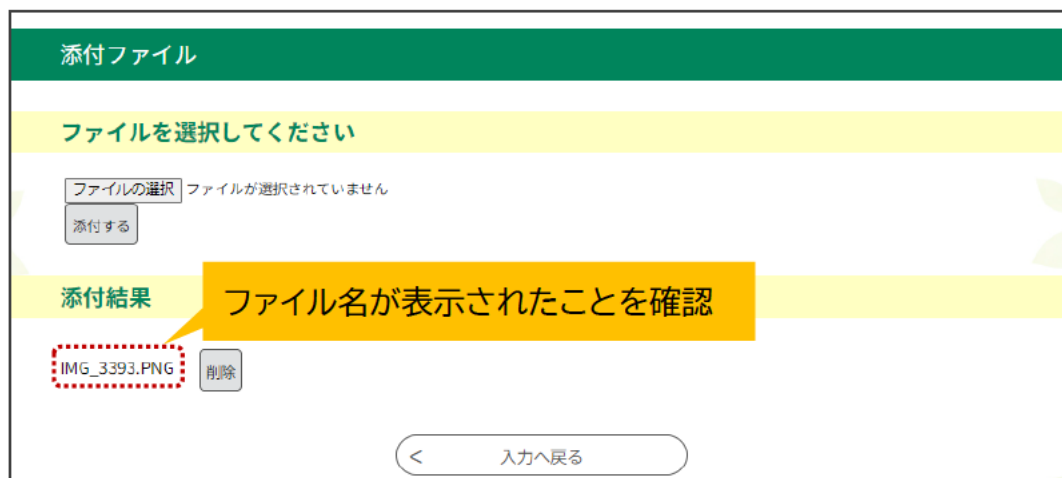 添付ファイル
ファイルを選択してください
ファイルの選択 ファイルが選択されていません
添付する
添付結果
ファイル名が表示されたことを確認
IMG_3393.PNG 削除
< 入力へ戻る